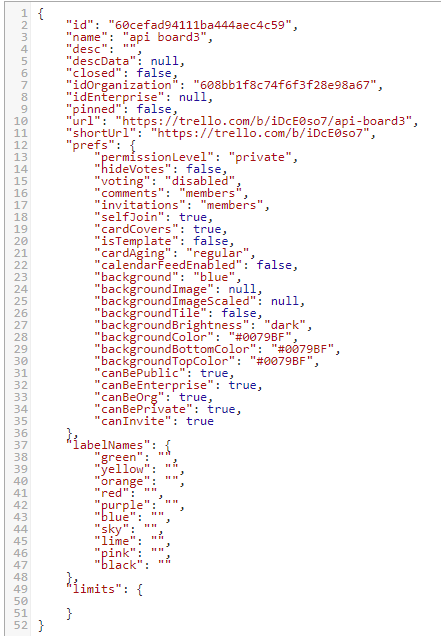 1 {
2     "id": "60cefad94111ba444aec4c59",
3     "name": "api board3",
4     "desc": "",
5     "descData": null,
6     "closed": false,
7     "idOrganization": "608bb1f8c74f6f3f28e98a67",
8     "idEnterprise": null,
9     "pinned": false,
10     "url": "https://trello.com/b/iDcE0so7/api-board3",
11     "shortUrl": "https://trello.com/b/iDcE0so7",
12     "prefs": {
13         "permissionLevel": "private",
14         "hideVotes": false,
15         "voting": "disabled",
16         "comments": "members",
17         "invitations": "members",
18         "selfJoin": true,
19         "cardCovers": true,
20         "isTemplate": false,
21         "cardAging": "regular",
22         "calendarFeedEnabled": false,
23         "background": "blue",
24         "backgroundImage": null,
25         "backgroundImageScaled": null,
26         "backgroundTile": false,
27         "backgroundBrightness": "dark",
28         "backgroundColor": "#0079BF",
29         "backgroundBottomColor": "#0079BF",
30         "backgroundTopColor": "#0079BF",
31         "canBePublic": true,
32         "canBeEnterprise": true,
33         "canBeOrg": true,
34         "canBePrivate": true,
35         "canInvite": true
36     },
37     "labelNames": {
38         "green": "",
39         "yellow": "",
40         "orange": "",
41         "red": "",
42         "purple": "",
43         "blue": "",
44         "sky": "",
45         "lime": "",
46         "pink": "",
47         "black": ""
48     },
49     "limits": {
50
51     }
52 }